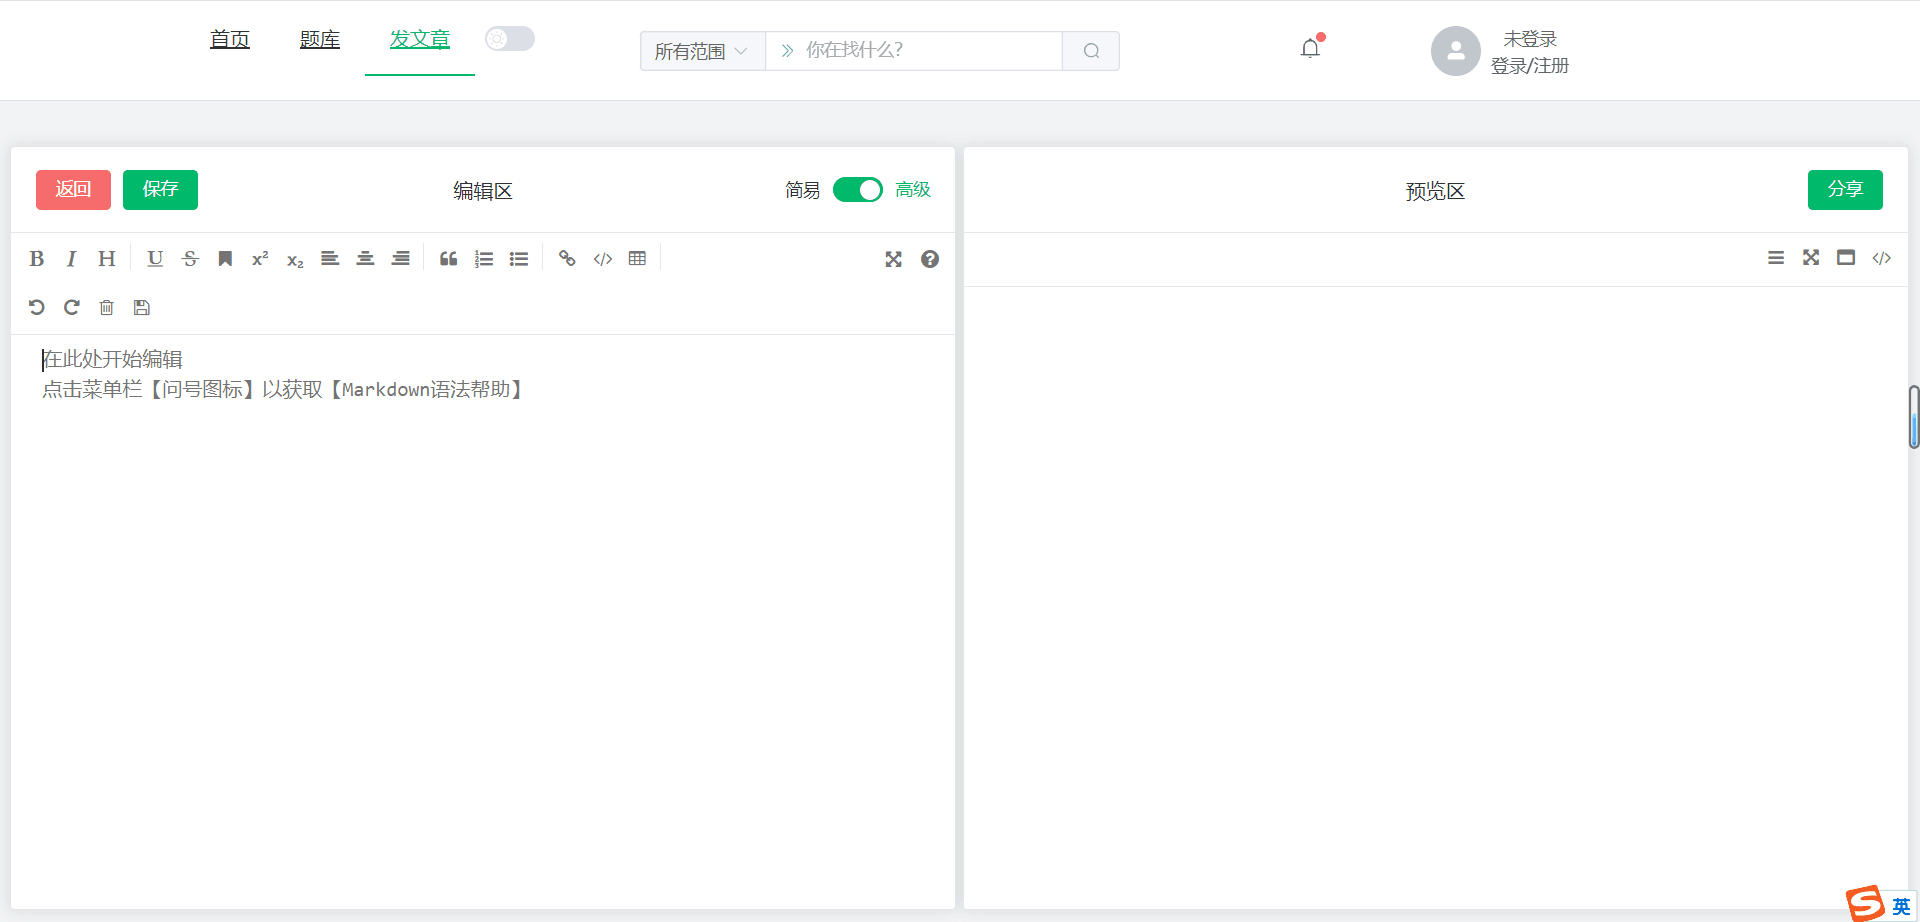 首页 题库 发文章
所有范围 你在找什么?
未登录
登录/注册
返回 保存 编辑区 简易 高级
预览区 分享
B I H U S x² x₂
在此处开始编辑
点击菜单栏【问号图标】以获取【Markdown语法帮助】
S 英